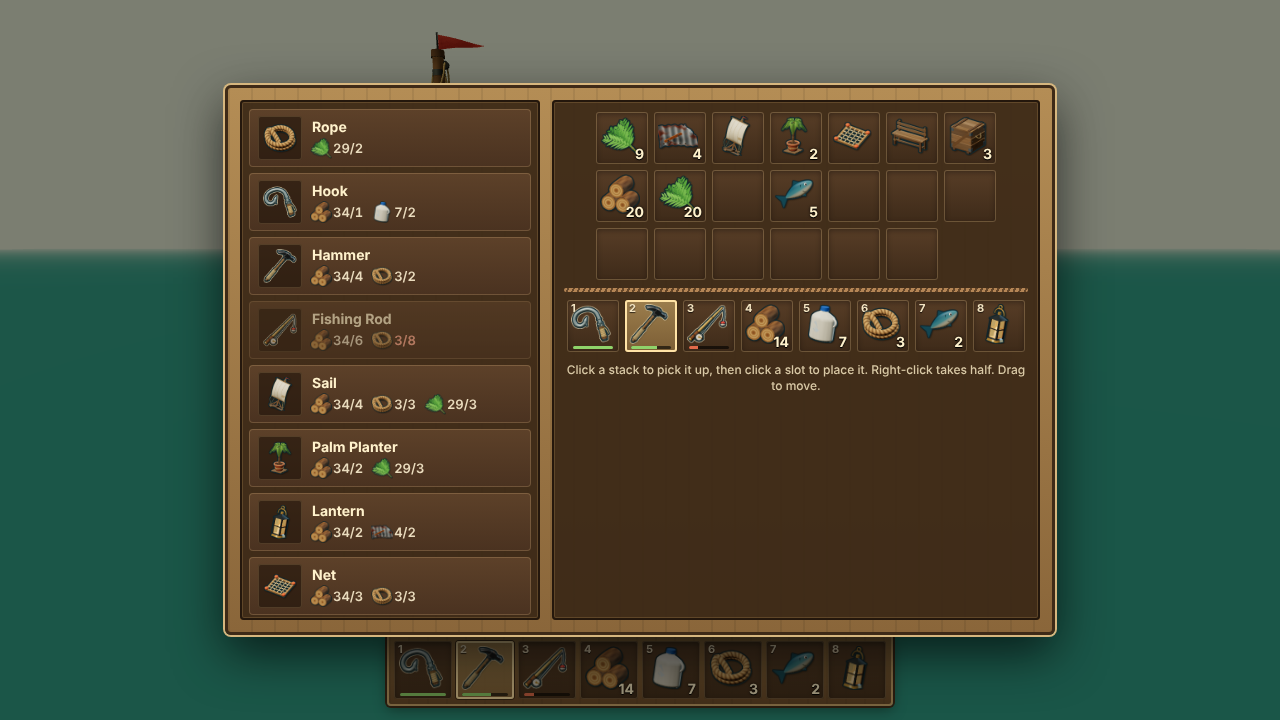 Rope
29/2
Hook
34/1 7/2
Hammer
34/4 3/2
Fishing Rod
34/6 3/8
Sail
34/4 3/3 29/3
Palm Planter
34/2 29/3
Lantern
34/2 4/2
Net
34/3 3/3
9 4 2 3
20 20 5
1 2 3 4 5 6 7 8
14 7 3 2
Click a stack to pick it up, then click a slot to place it. Right-click takes half. Drag
to move.
1 2 3 4 5 6 7 8
14 7 3 2